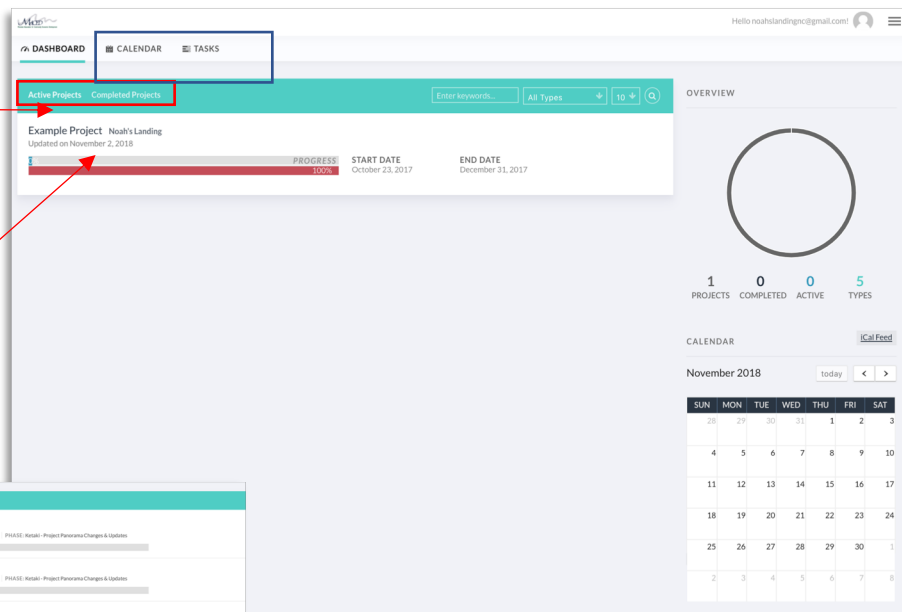 Hello noahslandingnc@gmail.com!
DASHBOARD CALENDAR TASKS
Active Projects Completed Projects Enter keywords... All Types 10
Example Project Noah's Landing
Updated on November 2, 2018
PROGRESS
100%
START DATE
October 23, 2017
END DATE
December 31, 2017
OVERVIEW
1 0 0 5
PROJECTS COMPLETED ACTIVE TYPES
CALENDAR iCal Feed
November 2018 today < >
SUN MON TUE WED THU FRI SAT
28 29 30 31 1 2 3
4 5 6 7 8 9 10
11 12 13 14 15 16 17
18 19 20 21 22 23 24
25 26 27 28 29 30 1
2 3 4 5 6 7 8
PHASE: Ketaki - Project Panorama Changes & Updates
PHASE: Ketaki - Project Panorama Changes & Updates